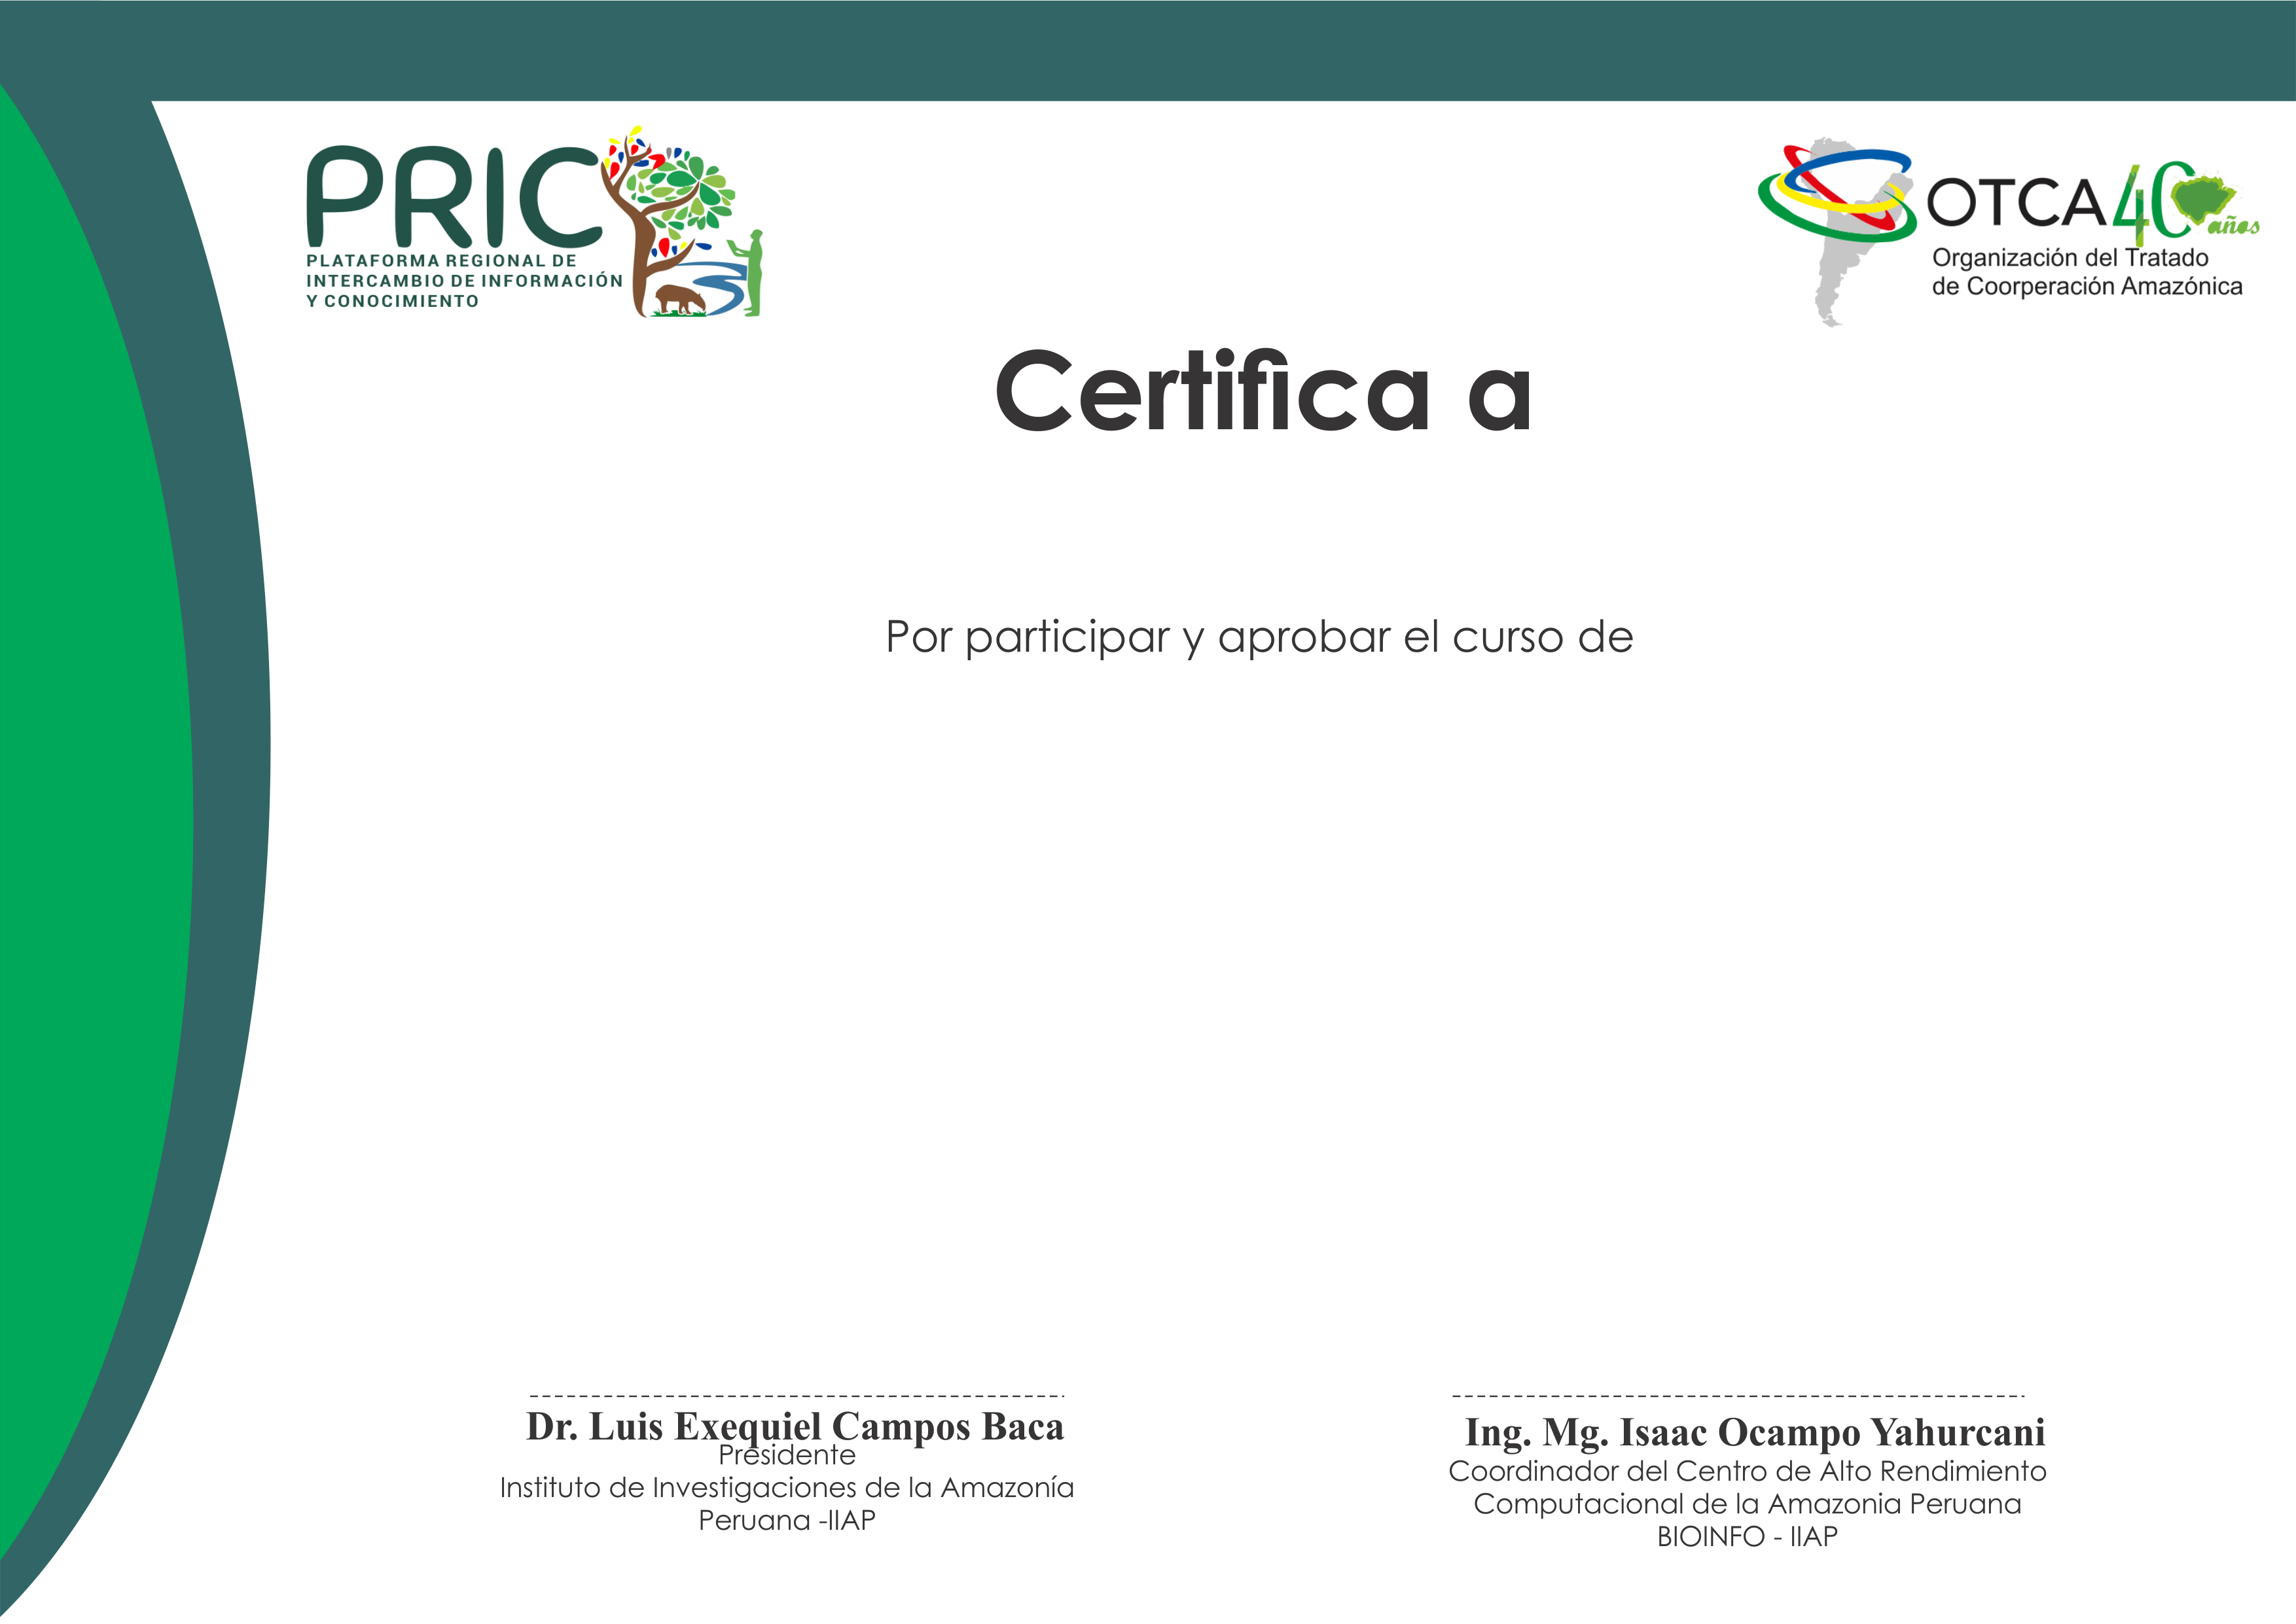 PRIC
PLATAFORMA REGIONAL DE
INTERCAMBIO DE INFORMACIÓN
Y CONOCIMIENTO
OTCA 40 años
Organización del Tratado
de Coorperación Amazónica
Certifica a
Por participar y aprobar el curso de
Dr. Luis Exequiel Campos Baca
Presidente
Instituto de Investigaciones de la Amazonía
Peruana -IIAP
Ing. Mg. Isaac Ocampo Yahurcani
Coordinador del Centro de Alto Rendimiento
Computacional de la Amazonia Peruana
BIOINFO - IIAP